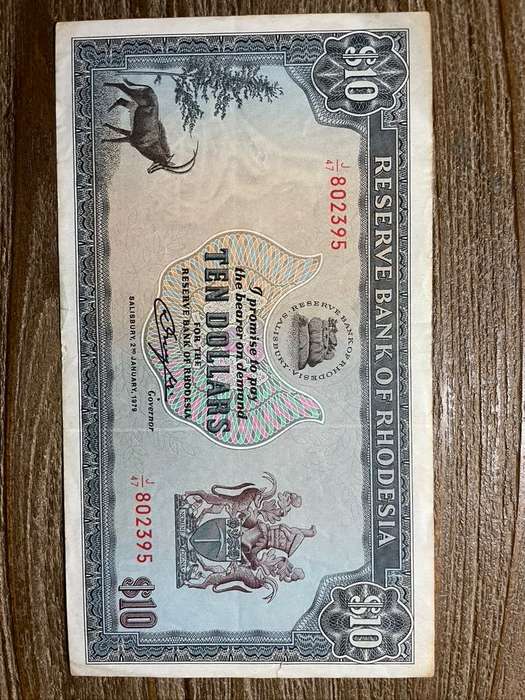 $10
RESERVE BANK OF RHODESIA
$10
J/47 802395
RESERVE BANK OF RHODESIA
SALISBURY
I promise to pay
the bearer on demand
TEN DOLLARS
FOR THE
RESERVE BANK OF RHODESIA
Governor
SALISBURY, 2ND JANUARY, 1979
J/47 802395
$10